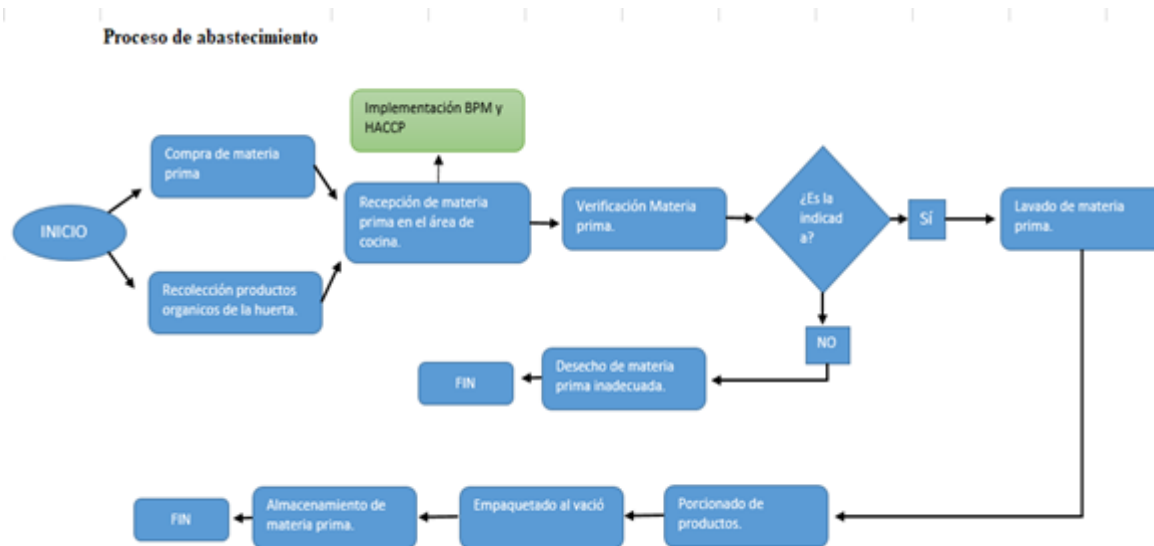 Proceso de abastecimiento
Implementación BPM y
HACCP
Compra de materia
prima
INICIO
Recolección productos
organicos de la huerta.
Recepción de materia
prima en el área de
cocina.
Verificación Materia
prima.
¿Es la
indicad
a?
Sí
Lavado de materia
prima.
NO
Desecho de materia
prima inadecuada.
FIN
Porcionado de
productos.
Empaquetado al vació
Almacenamiento de
materia prima.
FIN